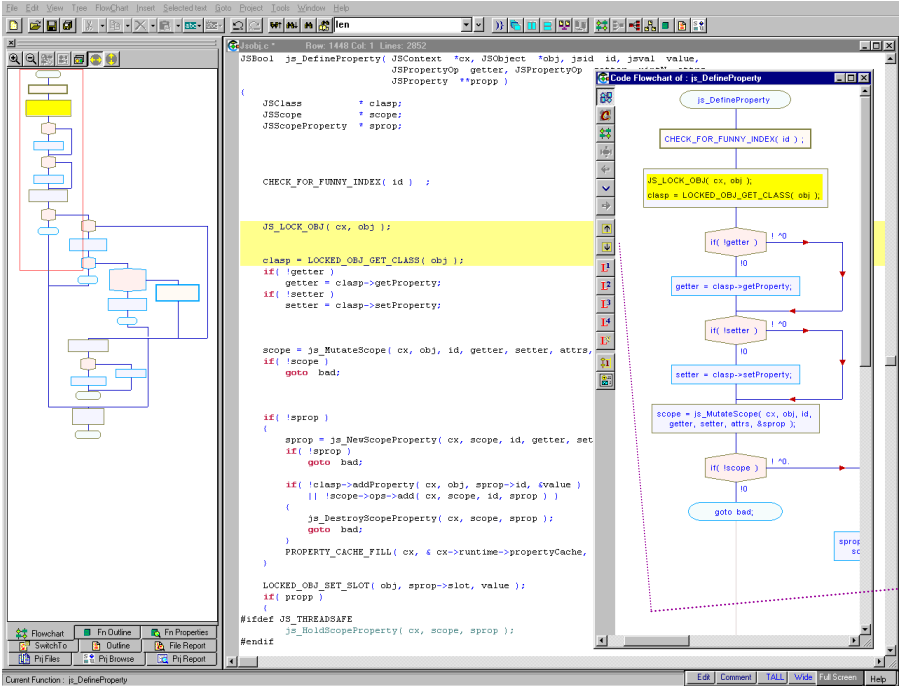 File Edit View Tree FlowChart Insert Selected text Goto Project Tools Window Help
len
Jsobj.c * Row: 1448 Col: 1 Lines: 2852
JSBool js_DefineProperty( JSContext *cx, JSObject *obj, jsid id, jsval value,
JSPropertyOp getter, JSPropertyOp
JSProperty **propp )
{
JSClass * clasp;
JSScope * scope;
JSScopeProperty * sprop;
CHECK_FOR_FUNNY_INDEX( id ) ;
JS_LOCK_OBJ( cx, obj );
clasp = LOCKED_OBJ_GET_CLASS( obj );
if( !getter )
getter = clasp->getProperty;
if( !setter )
setter = clasp->setProperty;
scope = js_MutateScope( cx, obj, id, getter, setter, attrs,
if( !scope )
goto bad;
if( !sprop )
{
sprop = js_NewScopeProperty( cx, scope, id, getter, set
if( !sprop )
goto bad;
if( !clasp->addProperty( cx, obj, sprop->id, &value )
|| !scope->ops->add( cx, scope, id, sprop ) )
{
js_DestroyScopeProperty( cx, scope, sprop );
goto bad;
}
PROPERTY_CACHE_FILL( cx, & cx->runtime->propertyCache,
}
LOCKED_OBJ_SET_SLOT( obj, sprop->slot, value );
if( propp )
{
#ifdef JS_THREADSAFE
js_HoldScopeProperty( cx, scope, sprop );
#endif
Code Flowchart of : js_DefineProperty
js_DefineProperty
CHECK_FOR_FUNNY_INDEX( id ) ;
JS_LOCK_OBJ( cx, obj );
clasp = LOCKED_OBJ_GET_CLASS( obj );
if( !getter ) ! ^0
!0
getter = clasp->getProperty;
if( !setter ) ! ^0
!0
setter = clasp->setProperty;
scope = js_MutateScope( cx, obj, id,
getter, setter, attrs, &sprop );
if( !scope ) ! ^0.
!0
goto bad;
sprop
sc
L1
L2
L3
L4
Flowchart Fn Outline Fn Properties
SwitchTo Outline File Report
Prj Files Prj Browse Prj Report
Current Function : js_DefineProperty
Edit Comment TALL Wide Full Screen Help